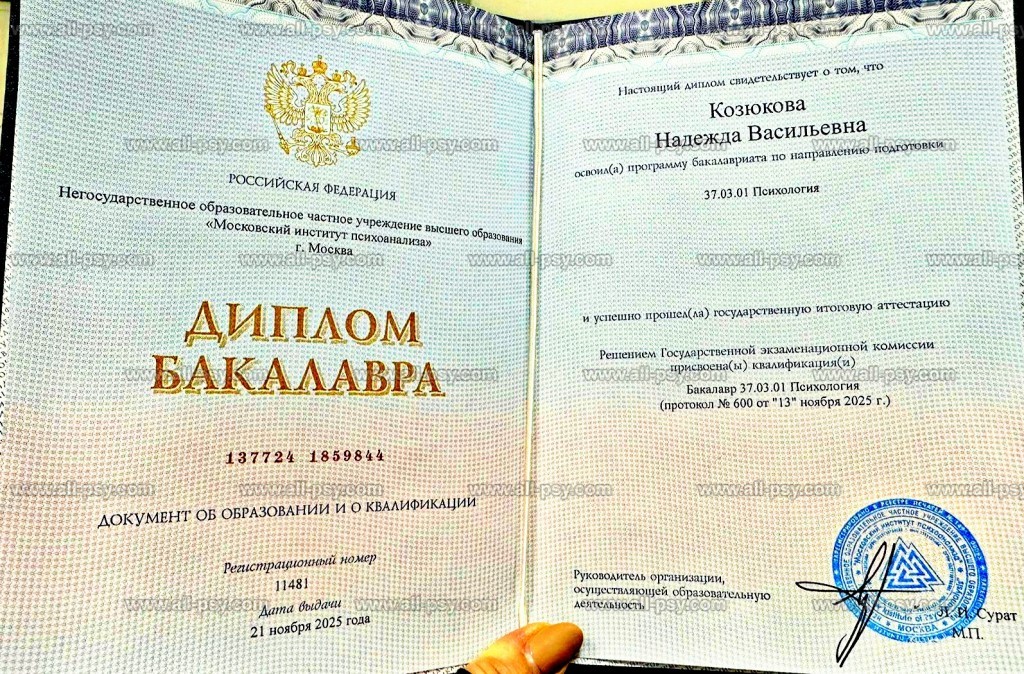 РОССИЙСКАЯ ФЕДЕРАЦИЯ
Негосударственное образовательное частное учреждение высшего образования
«Московский институт психоанализа»
г. Москва
ДИПЛОМ
БАКАЛАВРА
137724 1859844
ДОКУМЕНТ ОБ ОБРАЗОВАНИИ И О КВАЛИФИКАЦИИ
Регистрационный номер
11481
Дата выдачи
21 ноября 2025 года
Настоящий диплом свидетельствует о том, что
Козюкова
Надежда Васильевна
освоил(а) программу бакалавриата по направлению подготовки
37.03.01 Психология
и успешно прошел(ла) государственную итоговую аттестацию
Решением Государственной экзаменационной комиссии
присвоена(ы) квалификация(и)
Бакалавр 37.03.01 Психология
(протокол № 600 от "13" ноября 2025 г.)
Руководитель организации,
осуществляющей образовательную
деятельность
Л. И. Сурат
М.П.
МОСКВА
www.all-psy.com